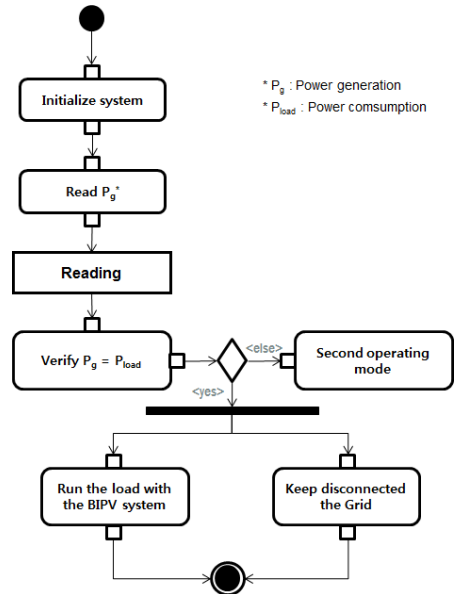 Initialize system
* Pg : Power generation
* Pload : Power comsumption
Read Pg*
Reading
Verify Pg = Pload
<else>
Second operating
mode
<yes>
Run the load with
the BIPV system
Keep disconnected
the Grid